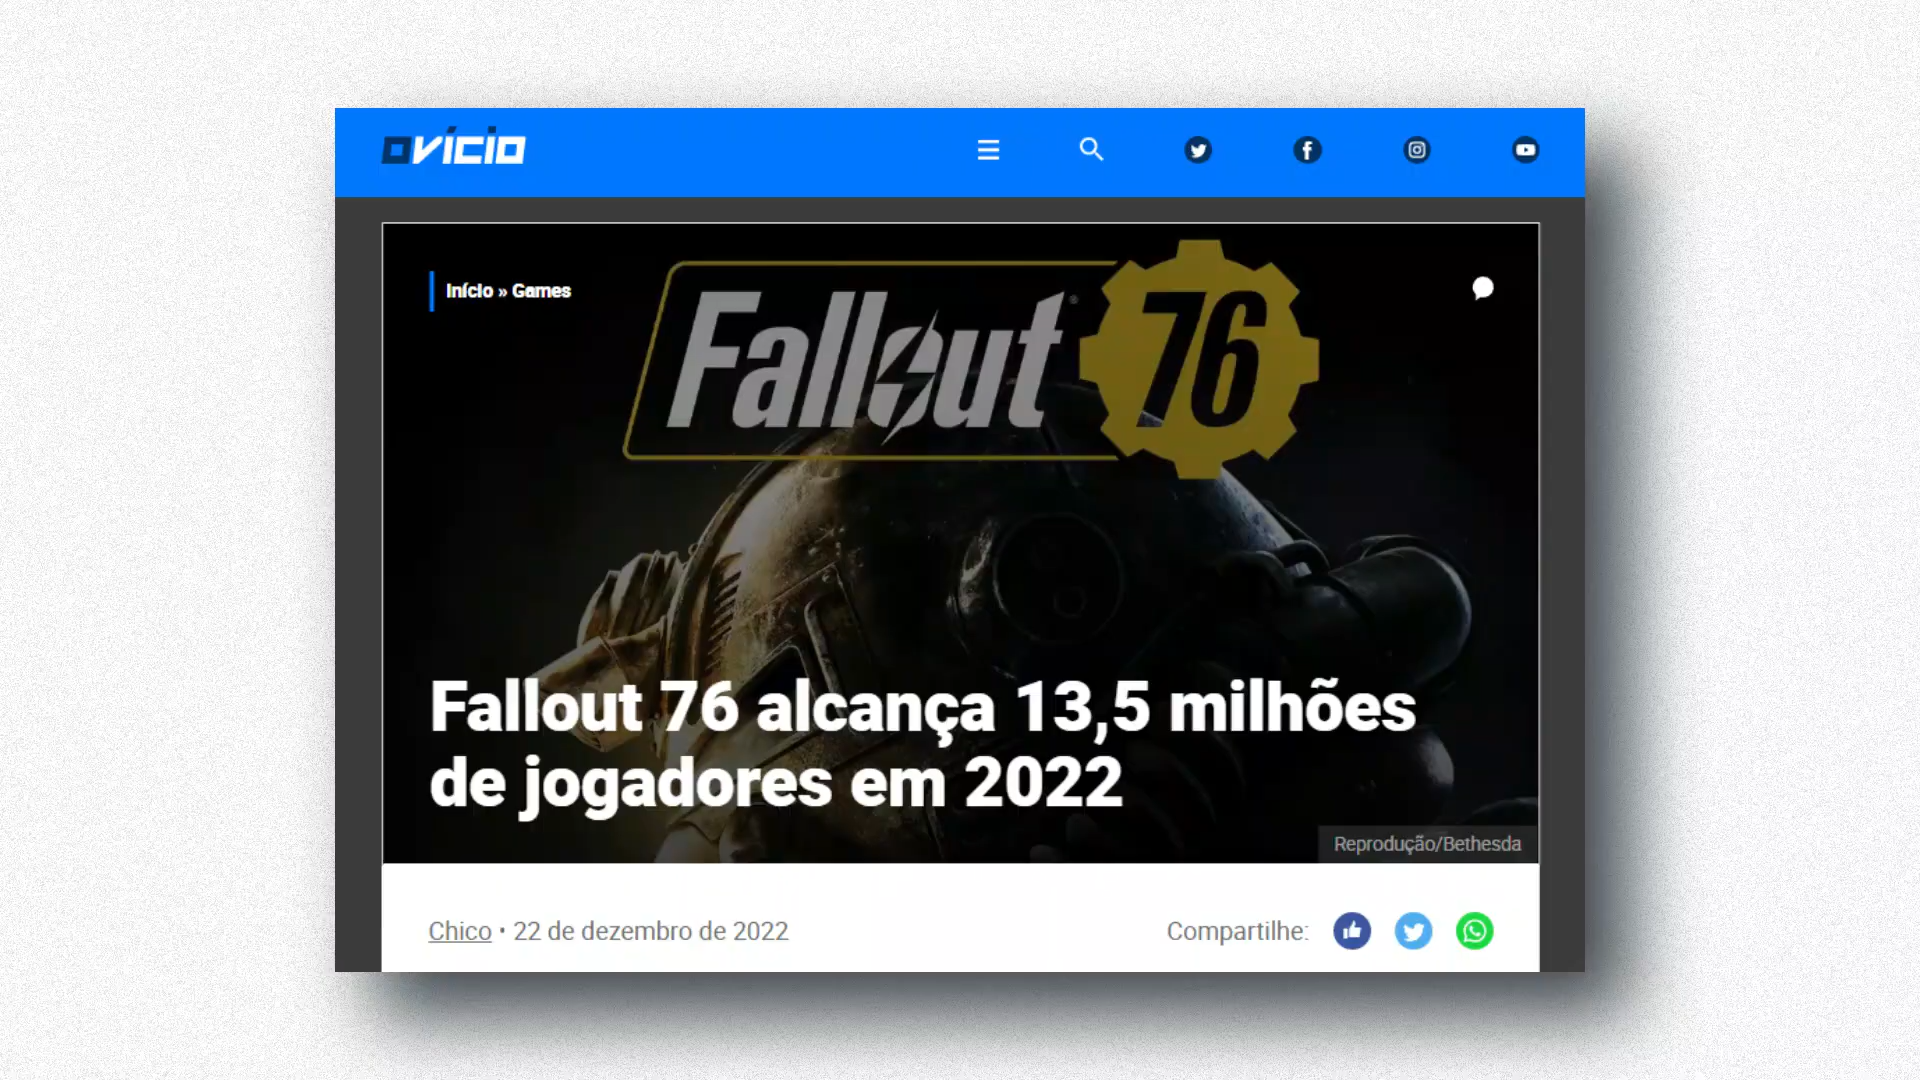 ovício
Início » Games
Fallout 76
Fallout 76 alcança 13,5 milhões
de jogadores em 2022
Reprodução/Bethesda
Chico • 22 de dezembro de 2022
Compartilhe: